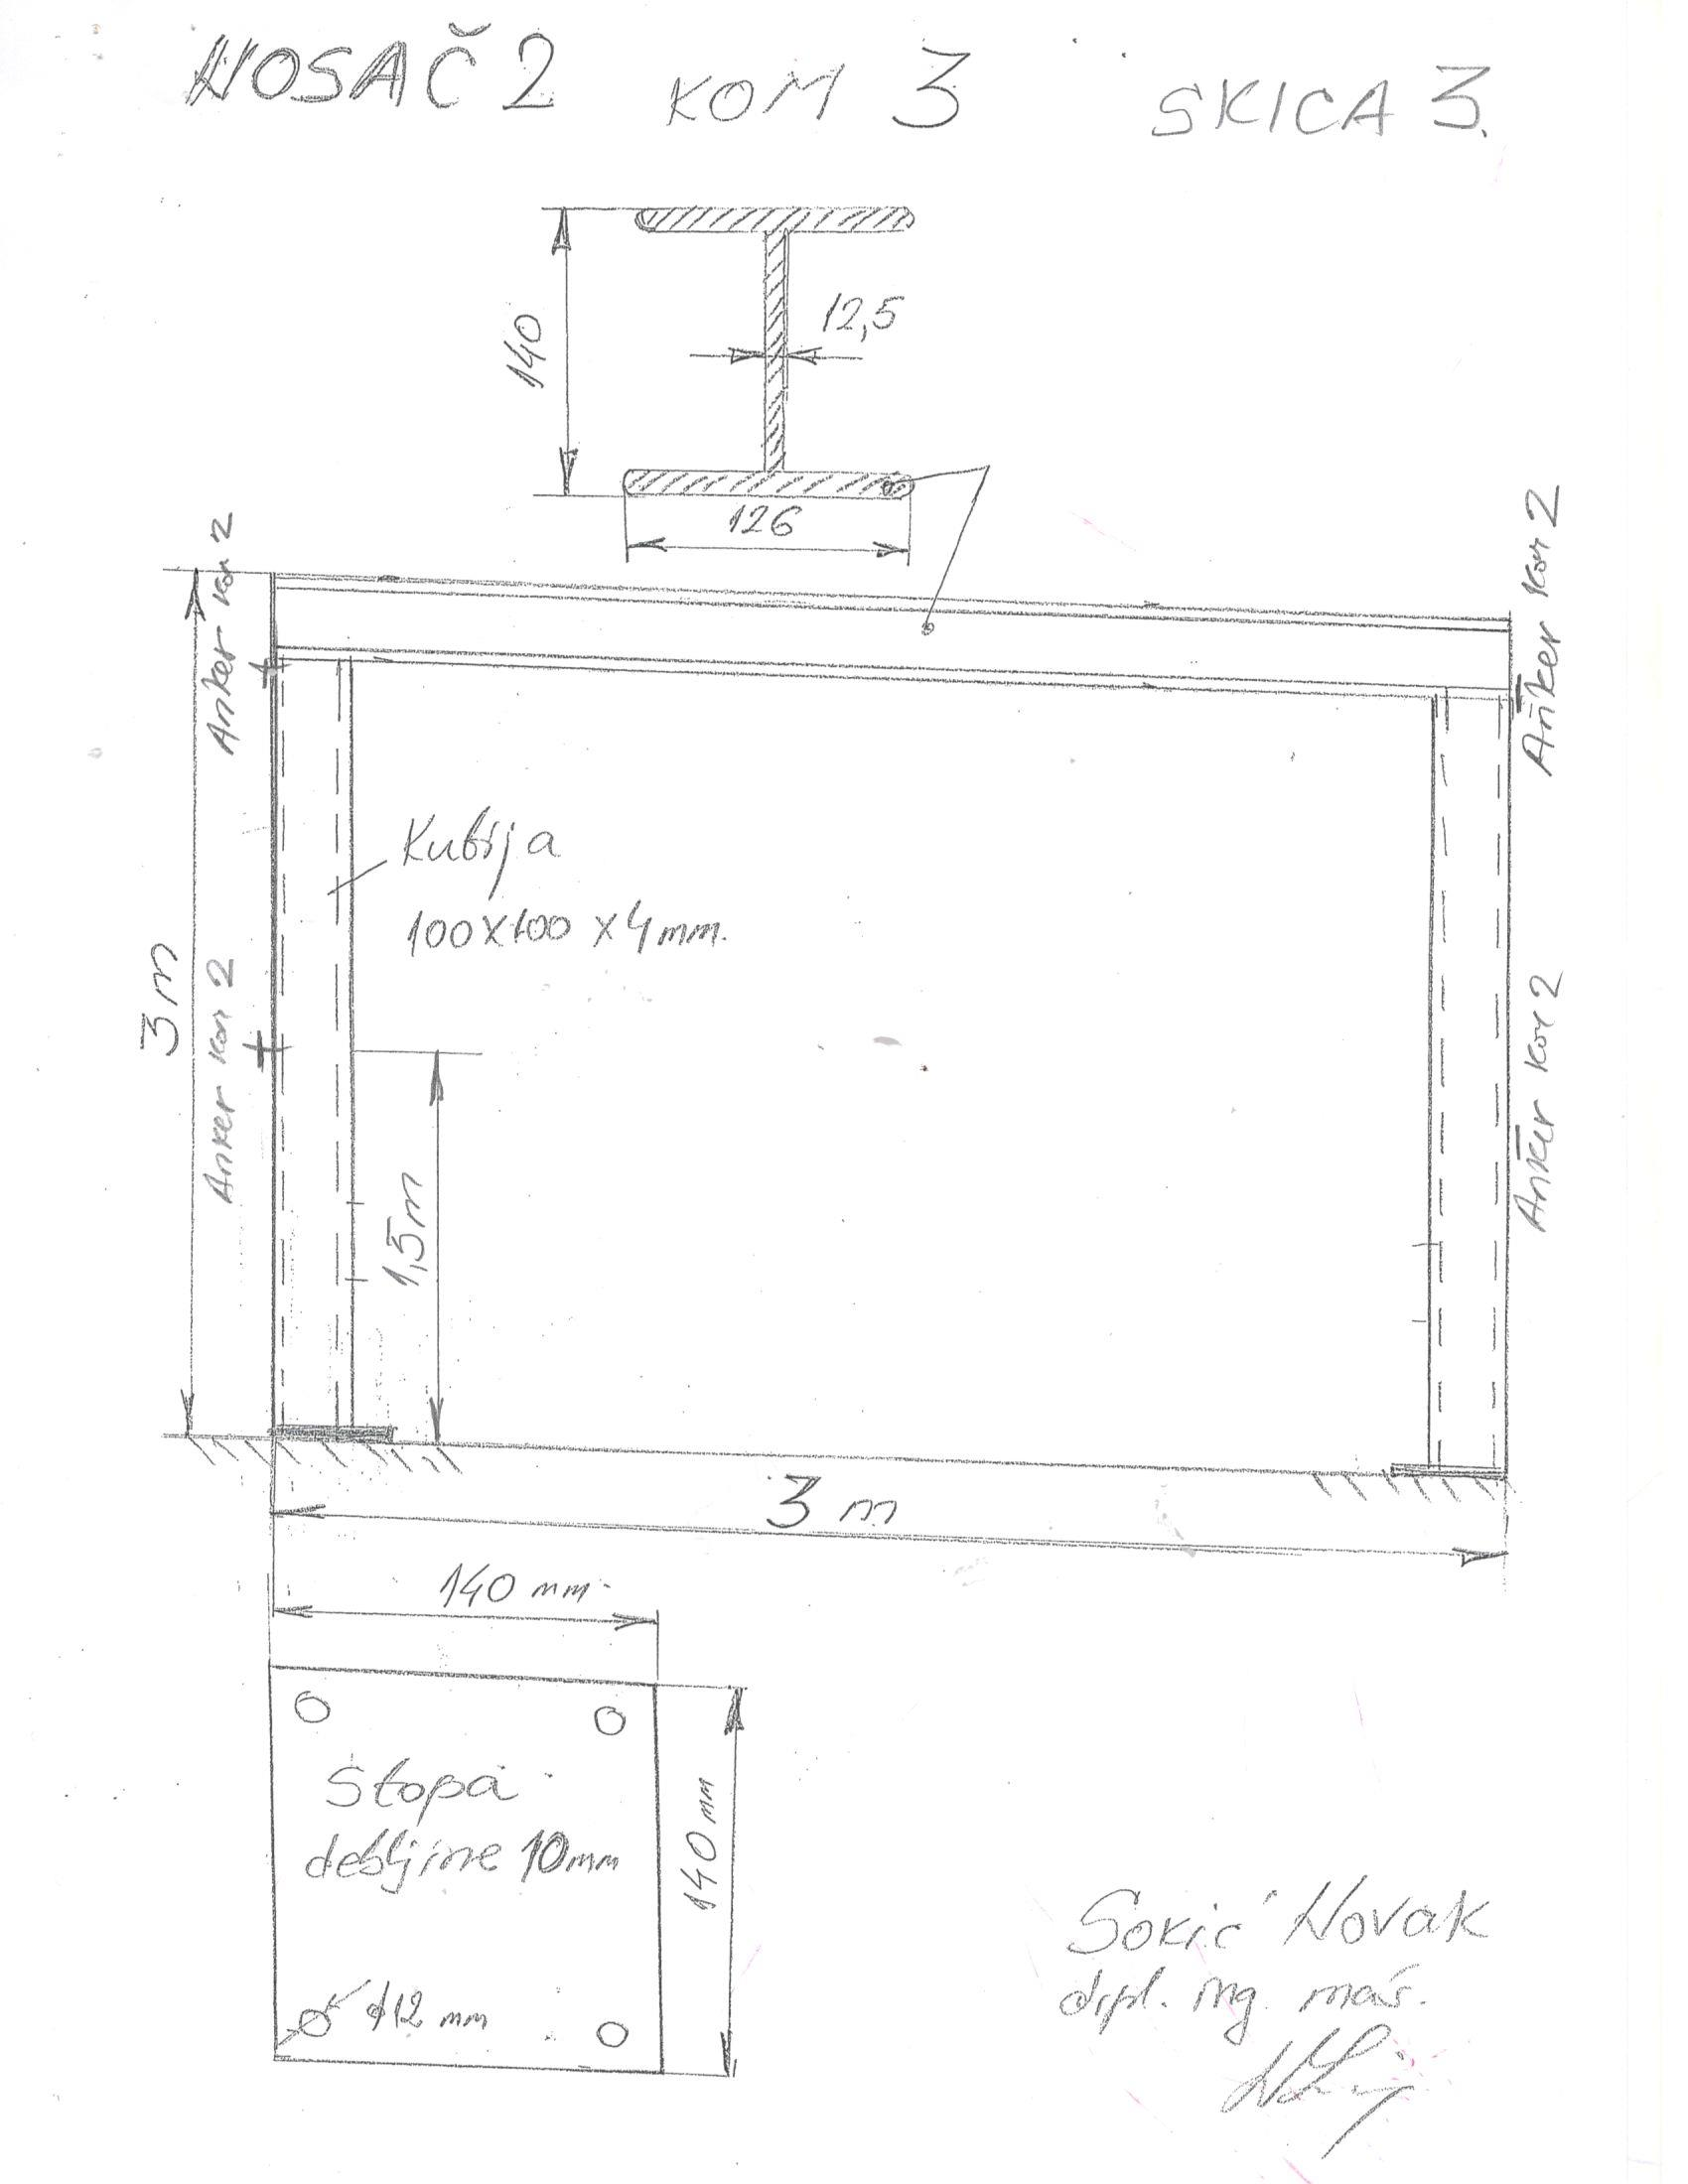 NOSAČ 2 KOM 3 SKICA 3.
140
12,5
126
Anker kom 2
Anker kom 2
Kutija
100x100 x4mm.
3m
Anker kom 2
Anker kom 2
1,5m
3 m
140 mm
Stopa
debljine 10mm
140 mm
ϕ12 mm
Sokić Novak
dipl. ing. maš.